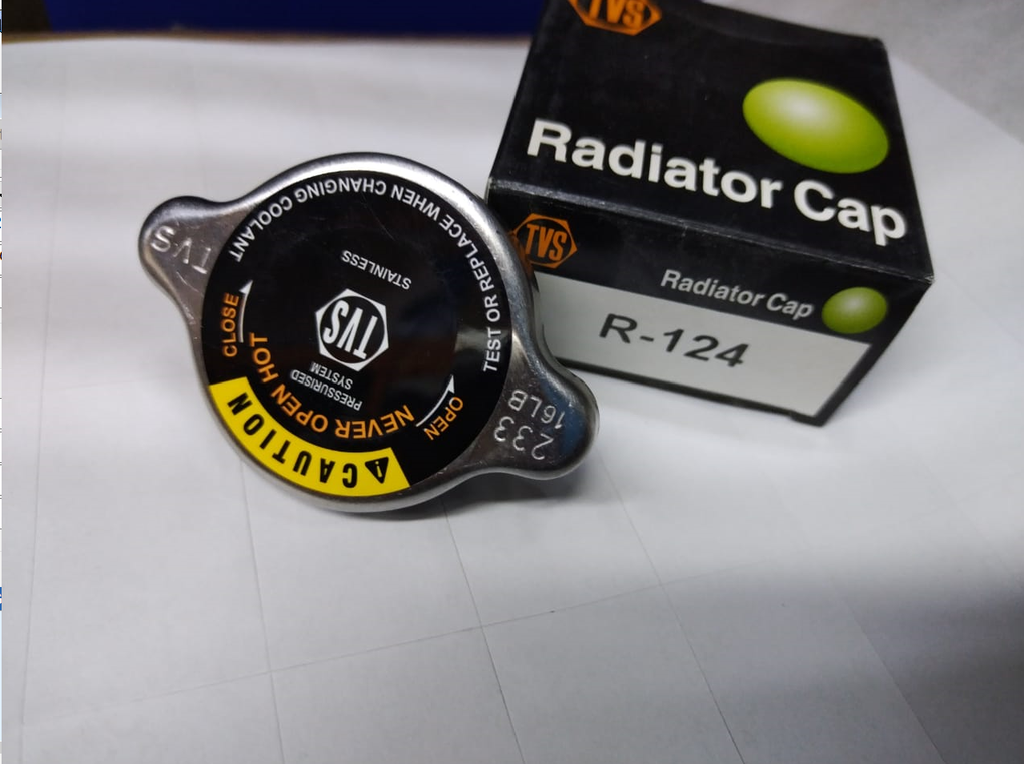 TVS
Radiator Cap
TVS
Radiator Cap
R-124
TVS
TEST OR REPLACE WHEN CHANGING COOLANT
STAINLESS
TVS
PRESSURISED
SYSTEM
CLOSE
OPEN
NEVER OPEN HOT
CAUTION
233
16LB